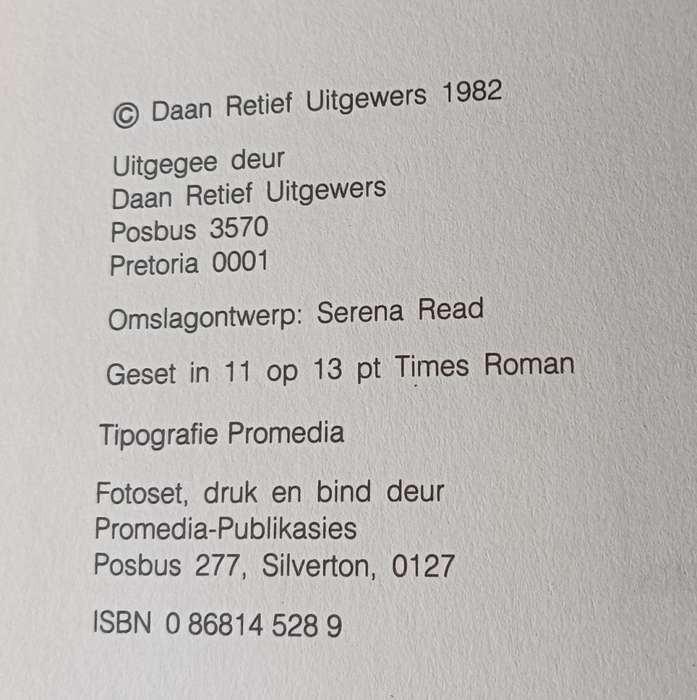 © Daan Retief Uitgewers 1982
Uitgegee deur
Daan Retief Uitgewers
Posbus 3570
Pretoria 0001
Omslagontwerp: Serena Read
Geset in 11 op 13 pt Times Roman
Tipografie Promedia
Fotoset, druk en bind deur
Promedia-Publikasies
Posbus 277, Silverton, 0127
ISBN 0 86814 528 9